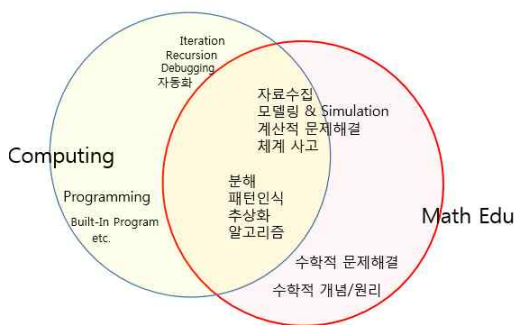 Iteration
Recursion
Debugging
자동화
자료수집
모델링 & Simulation
계산적 문제해결
체계 사고
Computing
분해
패턴인식
추상화
알고리즘
Programming
Built-In Program
etc.
Math Edu
수학적 문제해결
수학적 개념/원리